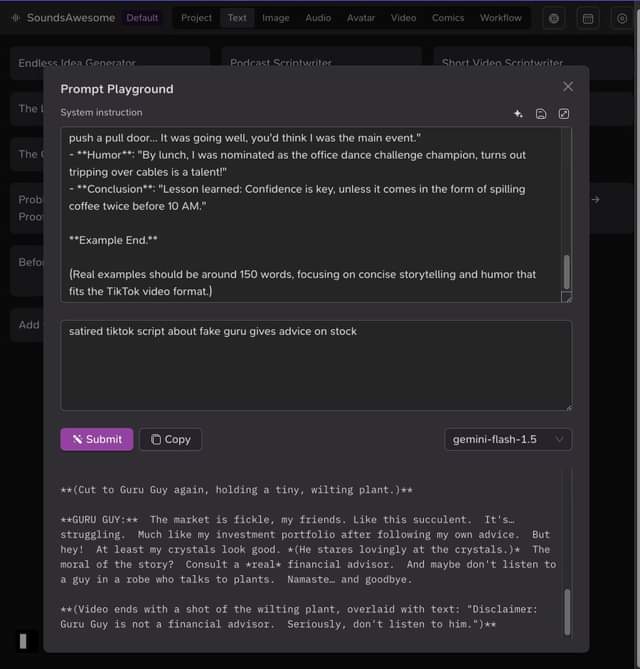 SoundsAwesome Default Project Text Image Audio Avatar Video Comics Workflow
Endless Idea Generator Podcast Scriptwriter Short Video Scriptwriter
Prompt Playground
System instruction
The
push a pull door... It was going well, you'd think I was the main event."
- **Humor**: "By lunch, I was nominated as the office dance challenge champion, turns out
tripping over cables is a talent!"
The
- **Conclusion**: "Lesson learned: Confidence is key, unless it comes in the form of spilling
coffee twice before 10 AM."
**Example End.**
(Real examples should be around 150 words, focusing on concise storytelling and humor that
fits the TikTok video format.)
Add
satired tiktok script about fake guru gives advice on stock
Submit Copy gemini-flash-1.5
**(Cut to Guru Guy again, holding a tiny, wilting plant.)**
**GURU GUY:** The market is fickle, my friends. Like this succulent. It's…
struggling. Much like my investment portfolio after following my own advice. But
hey! At least my crystals look good. *(He stares lovingly at the crystals.)* The
moral of the story? Consult a *real* financial advisor. And maybe don't listen to
a guy in a robe who talks to plants. Namaste… and goodbye.
**(Video ends with a shot of the wilting plant, overlaid with text: "Disclaimer:
Guru Guy is not a financial advisor. Seriously, don't listen to him.")**